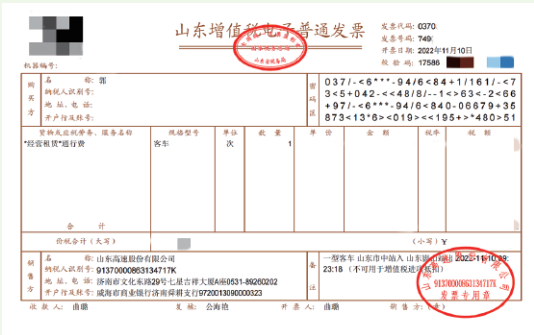 山东增值税电子普通发票
发票代码: 0370
发票号码: 749
开票日期: 2022年11月10日
校 验 码: 17586
机器编号:
购买方
名 称: 郭
纳税人识别号:
地 址、电 话:
开户行及账号:
密码区
037/-<6***-94/6<84+1/161/-<7
3<5+042-<<48/8/--1<>63<-2<66
+97/-<6***-94/6<840-06679+35
873<13*6><019><<195+>*480>51
货物或应税劳务、服务名称 规格型号 单位 数 量 单 价 金 额 税率 税 额
*经营租赁*通行费 客车 次 1
合 计
价税合计(大写) (小写)¥
销售方
名 称: 山东高速股份有限公司
纳税人识别号: 91370000863134717K
地 址、电 话: 济南市文化东路29号七星吉祥大厦A座0531-89260202
开户行及账号: 威海市商业银行济南舜耕支行9720013090000323
备注
一型客车 山东市中站入 山东 2022-11-10
23:18 (不可用于增值税进项抵扣)
91370000863134717K
发票专用章
收 款 人: 曲璐 复 核: 公海艳 开 票 人: 曲璐 销 售 方: (章)